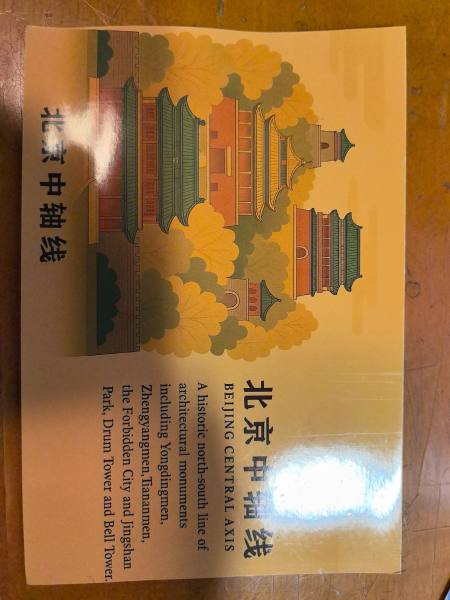 北京中轴线
北京中轴线
BEIJING CENTRAL AXIS
A historic north-south line of
architectural monuments
including Yongdingmen,
Zhengyangmen, Tiananmen,
the Forbidden City and Jingshan
Park, Drum Tower and Bell Tower.